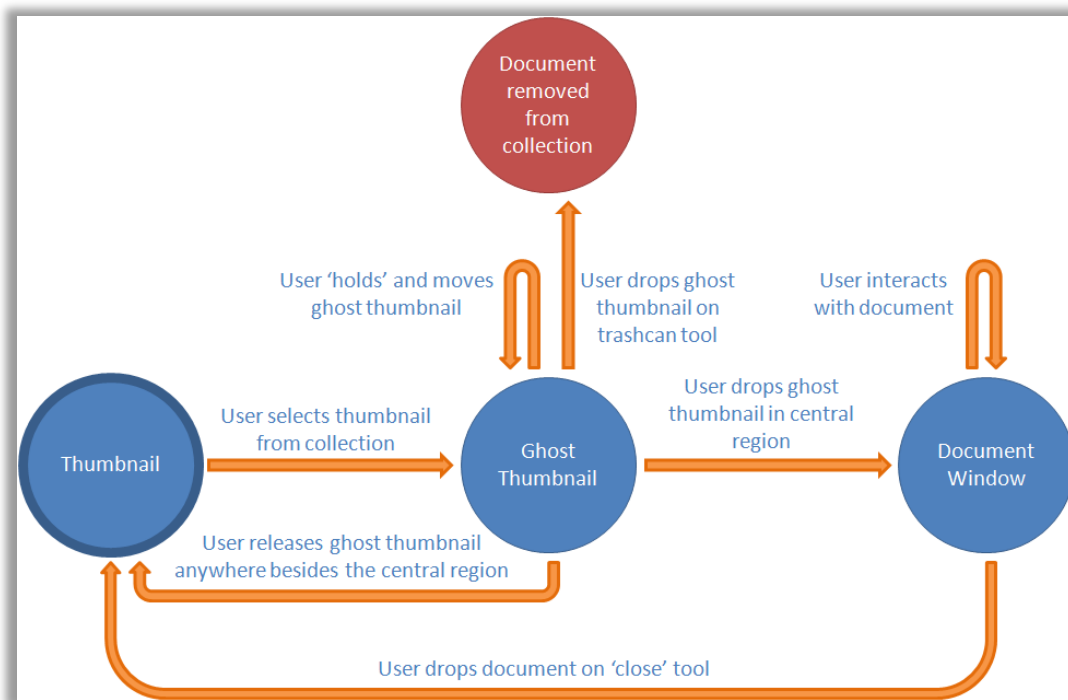 Document
removed
from
collection
User ‘holds’ and moves
ghost thumbnail
User drops ghost
thumbnail on
trashcan tool
User interacts
with document
Thumbnail
User selects thumbnail
from collection
Ghost
Thumbnail
User drops ghost
thumbnail in central
region
Document
Window
User releases ghost thumbnail
anywhere besides the central region
User drops document on ‘close’ tool